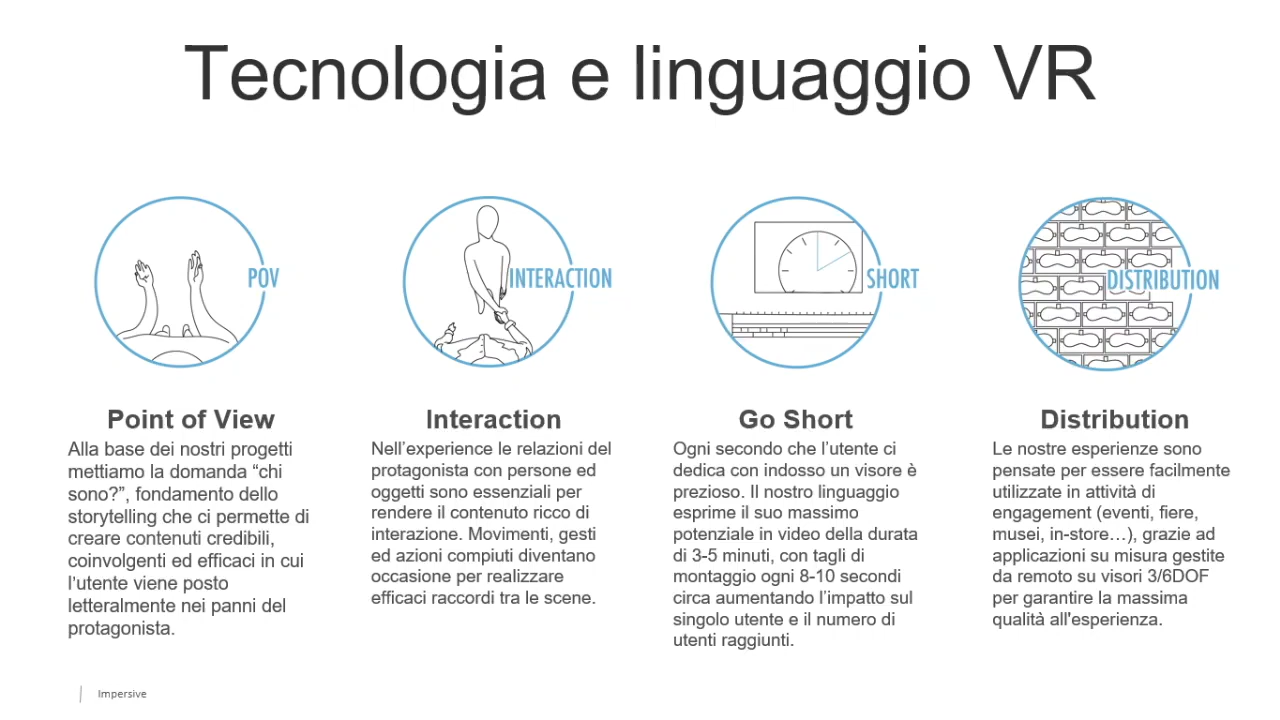 Tecnologia e linguaggio VR
POV
INTERACTION
SHORT
DISTRIBUTION
Point of View
Alla base dei nostri progetti
mettiamo la domanda “chi
sono?”, fondamento dello
storytelling che ci permette di
creare contenuti credibili,
coinvolgenti ed efficaci in cui
l’utente viene posto
letteralmente nei panni del
protagonista.
Interaction
Nell’experience le relazioni del
protagonista con persone ed
oggetti sono essenziali per
rendere il contenuto ricco di
interazione. Movimenti, gesti
ed azioni compiuti diventano
occasione per realizzare
efficaci raccordi tra le scene.
Go Short
Ogni secondo che l’utente ci
dedica con indosso un visore è
prezioso. Il nostro linguaggio
esprime il suo massimo
potenziale in video della durata
di 3-5 minuti, con tagli di
montaggio ogni 8-10 secondi
circa aumentando l’impatto sul
singolo utente e il numero di
utenti raggiunti.
Distribution
Le nostre esperienze sono
pensate per essere facilmente
utilizzate in attività di
engagement (eventi, fiere,
musei, in-store…), grazie ad
applicazioni su misura gestite
da remoto su visori 3/6DOF
per garantire la massima
qualità all'esperienza.
Impersive